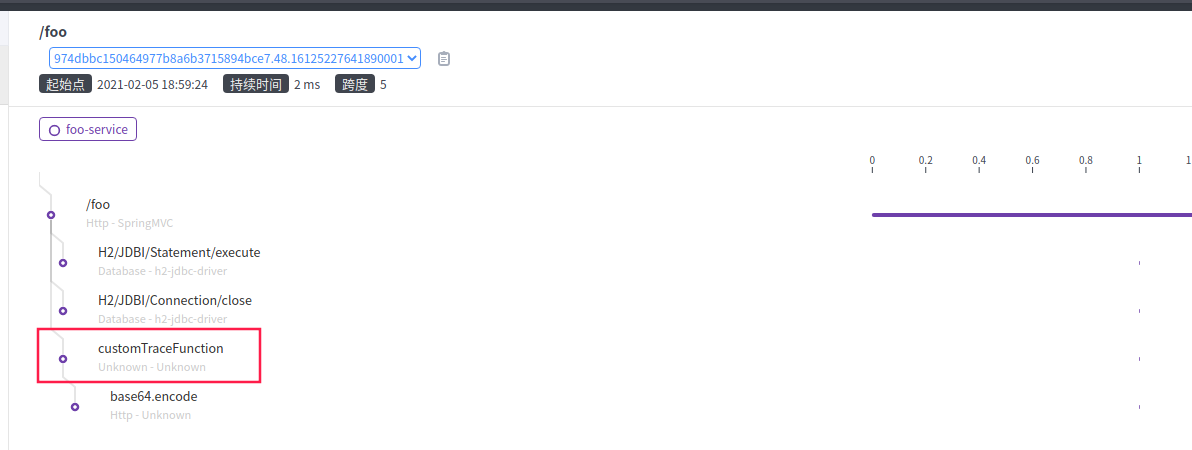 /foo
974dbbc150464977b8a6b3715894bce7.48.16125227641890001
起始点 2021-02-05 18:59:24 持续时间 2 ms 跨度 5
foo-service
0 0.2 0.4 0.6 0.8 1
/foo
Http - SpringMVC
H2/JDBI/Statement/execute
Database - h2-jdbc-driver
H2/JDBI/Connection/close
Database - h2-jdbc-driver
customTraceFunction
Unknown - Unknown
base64.encode
Http - Unknown